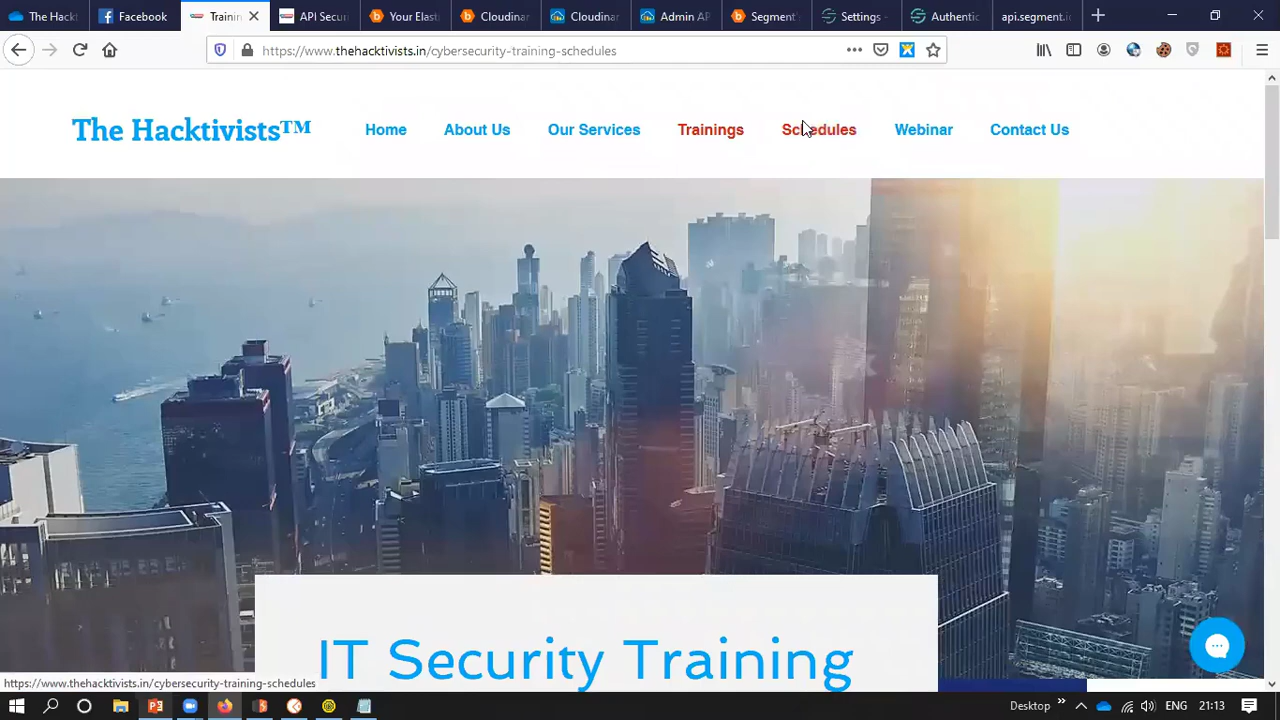 The Hackt
Facebook
Trainin
API Secur
Your Elast
Cloudinar
Cloudinar
Admin AP
Segment'
Settings -
Authentic
api.segment.io
https://www.thehacktivists.in/cybersecurity-training-schedules
The Hacktivists™
Home
About Us
Our Services
Trainings
Schedules
Webinar
Contact Us
IT Security Training
https://www.thehacktivists.in/cybersecurity-training-schedules
Desktop
ENG
21:13